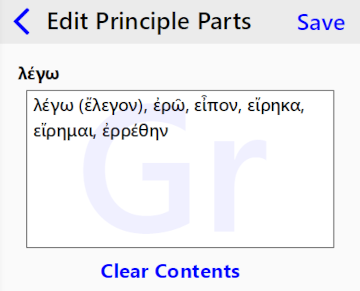 Edit Principle Parts
Save
λέγω
λέγω (ἔλεγον), ἐρῶ, εἶπον, εἴρηκα,
εἴρημαι, ἐρρέθην
Gr
Clear Contents